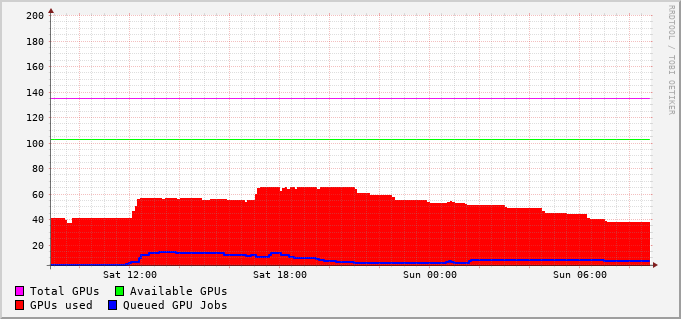 200
180
160
140
120
100
80
60
40
20
Sat 12:00 Sat 18:00 Sun 00:00 Sun 06:00
Total GPUs Available GPUs
GPUs used Queued GPU Jobs
RRDTOOL / TOBI OETIKER